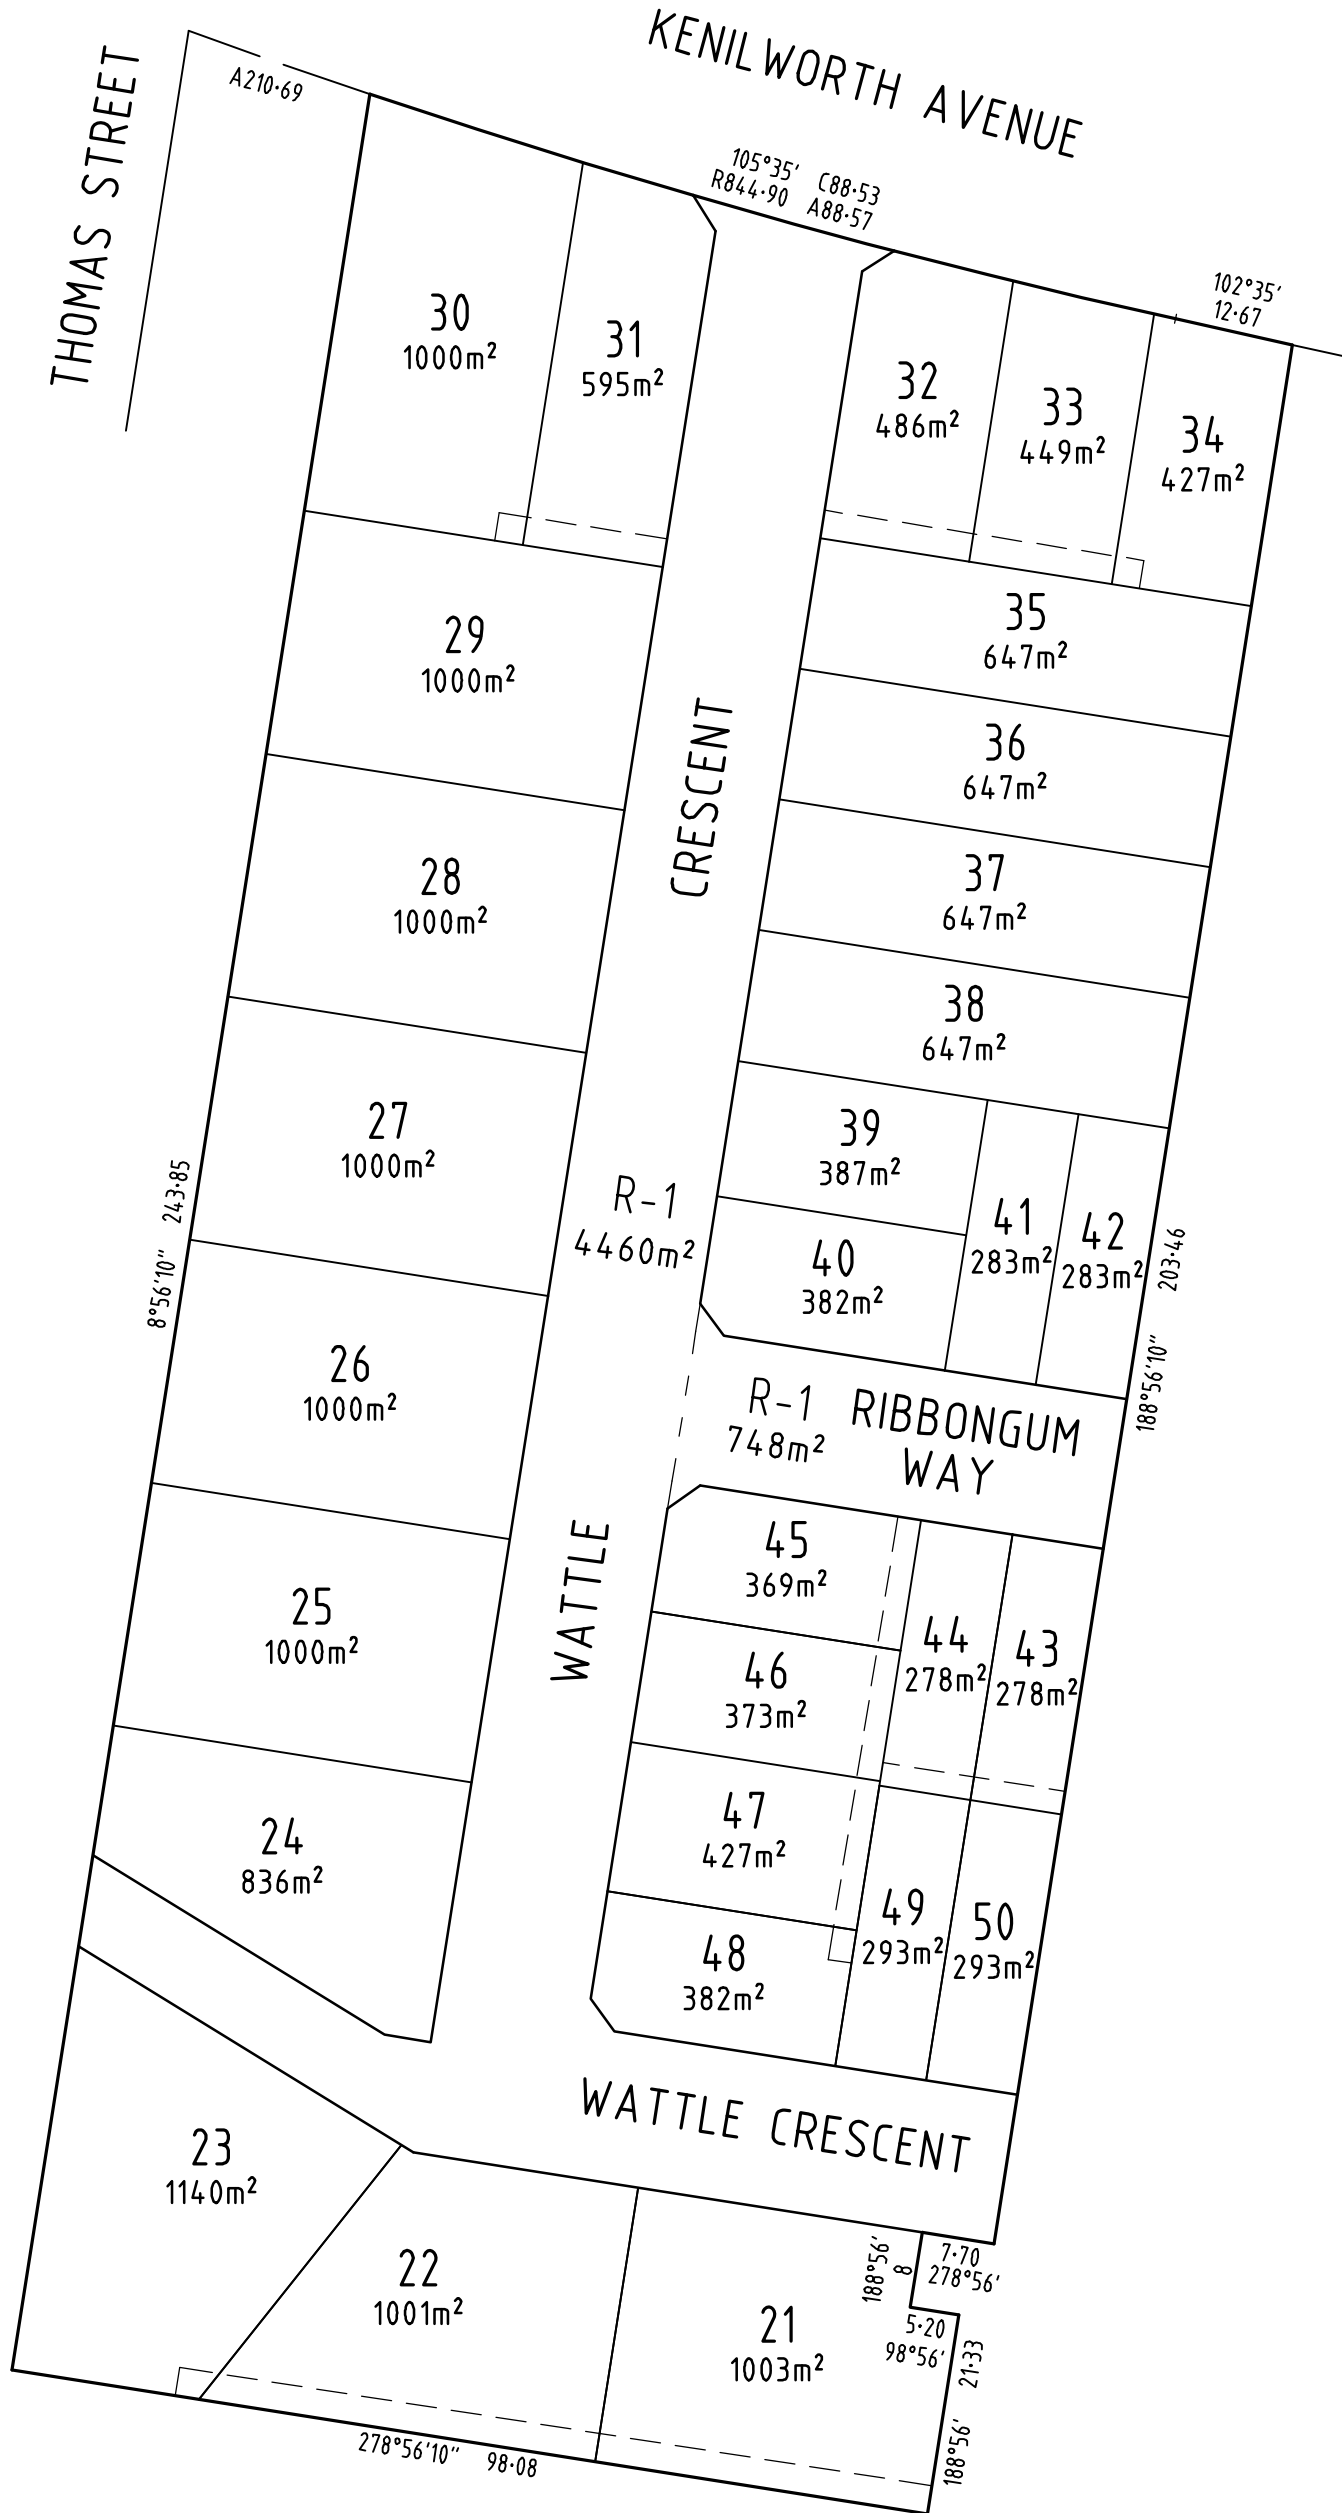 KENILWORTH AVENUE
THOMAS STREET
A210·69
105°35' C88·53
R844·90 A88·57
102°35'
12·67
30
1000m²
31
595m²
32
486m²
33
449m²
34
427m²
29
1000m²
35
647m²
36
647m²
CRESCENT
28
1000m²
37
647m²
38
647m²
27
1000m²
39
387m²
R-1
4460m²
41
283m²
42
283m²
40
382m²
8°56'10" 243·85
188°56'10" 203·46
26
1000m²
R-1
748m²
RIBBONGUM
WAY
WATTLE
25
1000m²
45
369m²
44
278m²
43
278m²
46
373m²
47
427m²
24
836m²
49
293m²
50
293m²
48
382m²
WATTLE CRESCENT
23
1140m²
22
1001m²
21
1003m²
188°56'
8
7·70
278°56'
5·20
98°56'
188°56' 21·33
278°56'10" 98·08